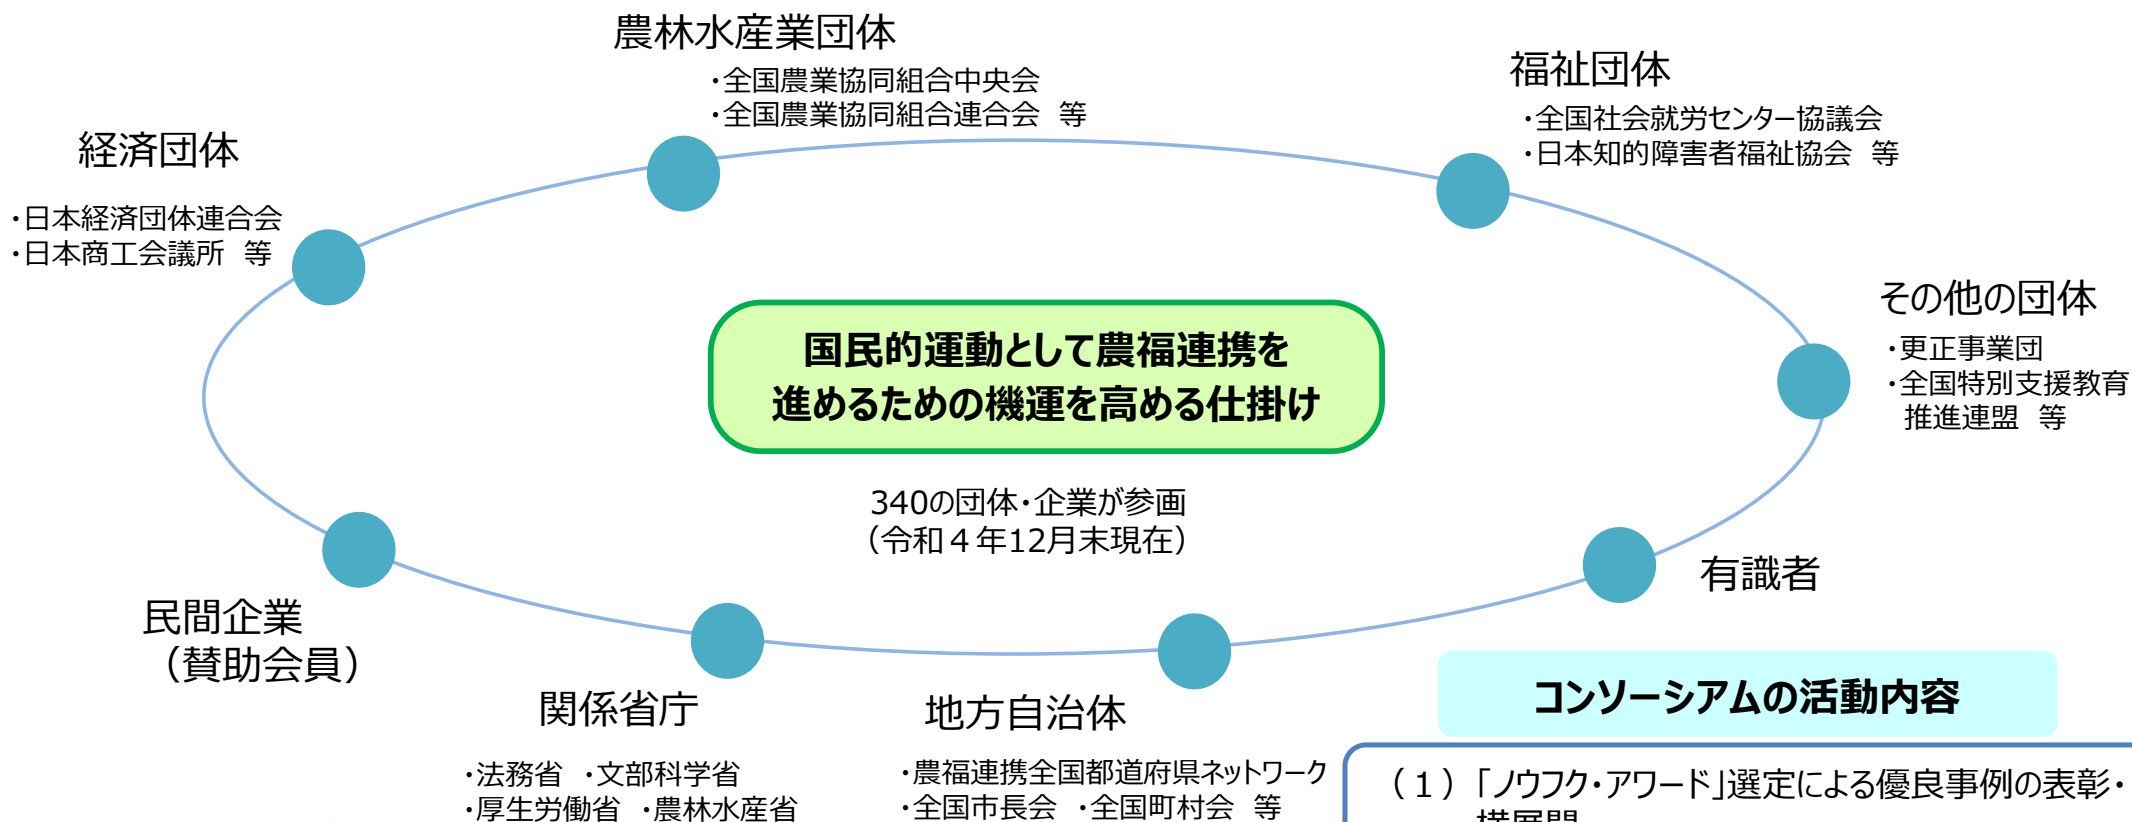 農林水産業団体
・全国農業協同組合中央会
・全国農業協同組合連合会　等
福祉団体
・全国社会就労センター協議会
・日本知的障害者福祉協会　等
経済団体
・日本経済団体連合会
・日本商工会議所　等
その他の団体
・更正事業団
・全国特別支援教育
推進連盟　等
国民的運動として農福連携を
進めるための機運を高める仕掛け
340の団体・企業が参画
（令和４年12月末現在）
有識者
民間企業
（賛助会員）
関係省庁
・法務省　・文部科学省
・厚生労働省　・農林水産省
地方自治体
・農福連携全国都道府県ネットワーク
・全国市長会　・全国町村会　等
コンソーシアムの活動内容
（１）「ノウフク・アワード」選定による優良事例の表彰・
横展開